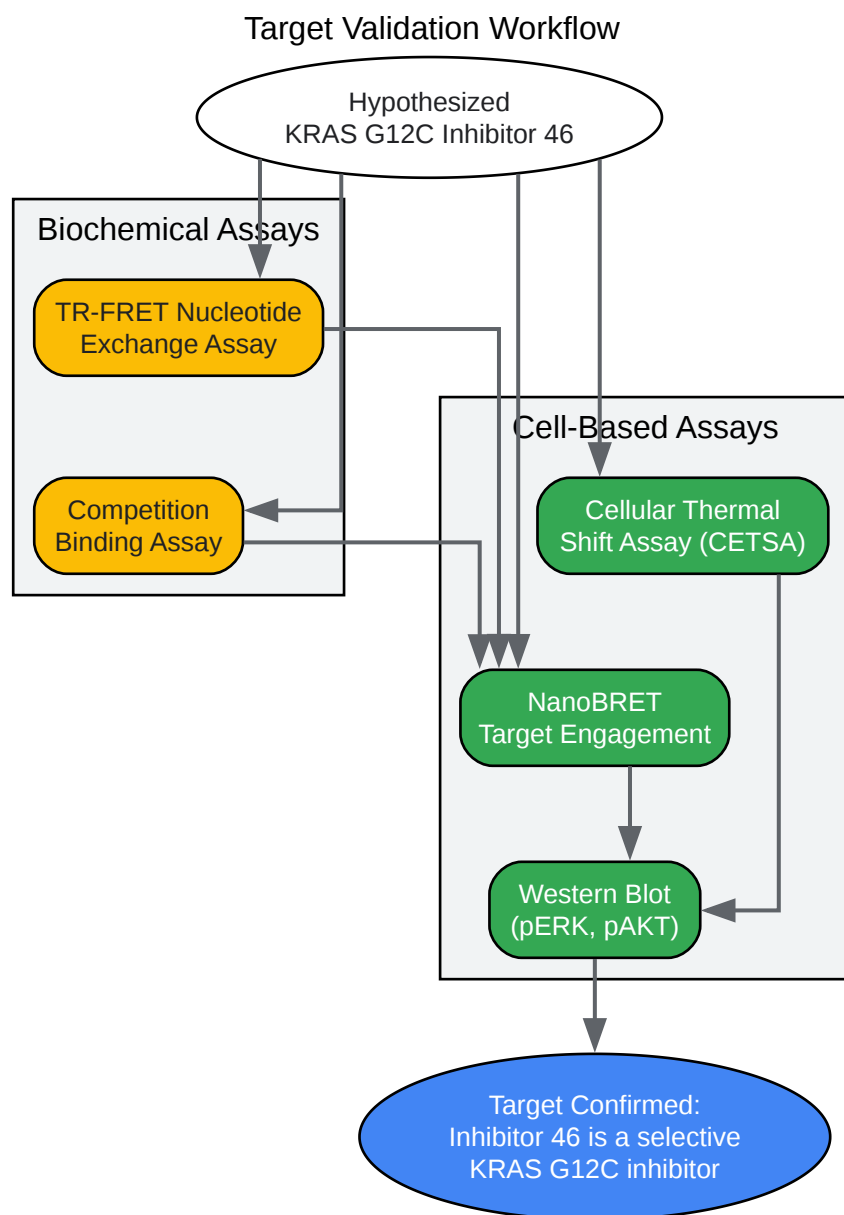 Target Validation Workflow
Hypothesized
KRAS G12C Inhibitor 46
Biochemical Assays
TR-FRET Nucleotide
Exchange Assay
Competition
Binding Assay
Cell-Based Assays
Cellular Thermal
Shift Assay (CETSA)
NanoBRET
Target Engagement
Western Blot
(pERK, pAKT)
Target Confirmed:
Inhibitor 46 is a selective
KRAS G12C inhibitor